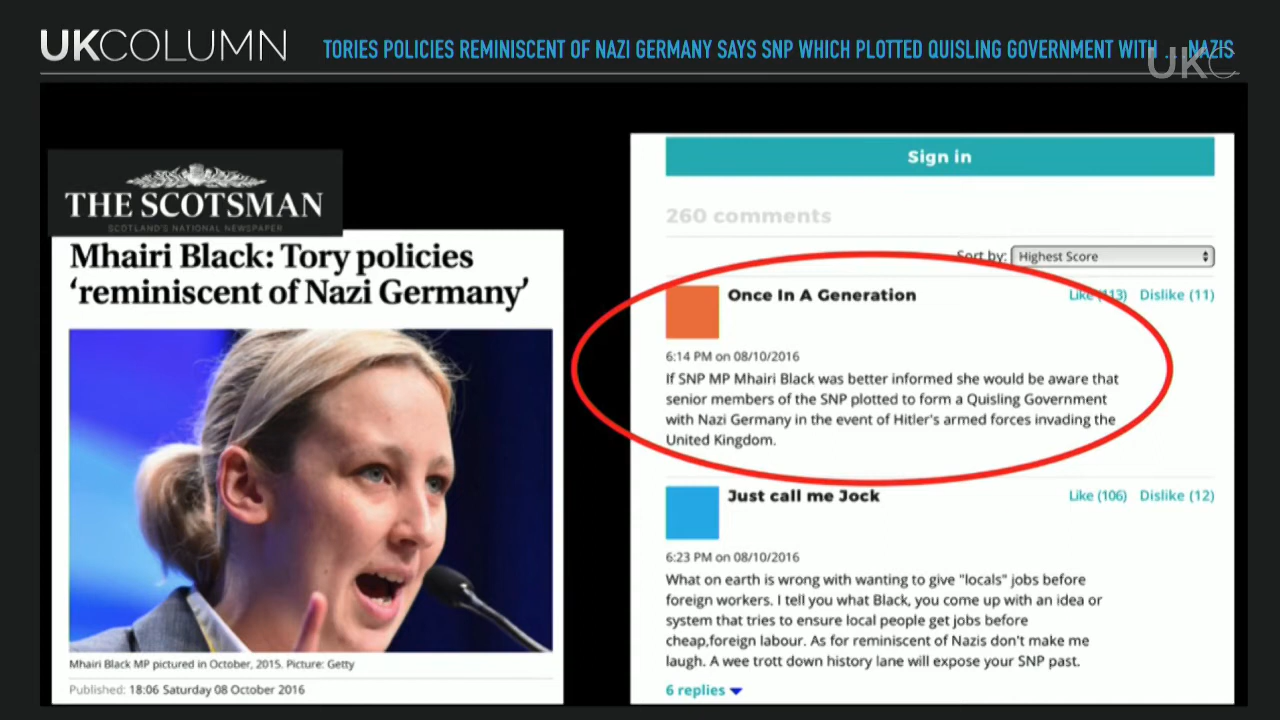 UKCOLUMN
TORIES POLICIES REMINISCENT OF NAZI GERMANY SAYS SNP WHICH PLOTTED QUISLING GOVERNMENT WITH ... NAZIS
UKC
THE SCOTSMAN
SCOTLAND'S NATIONAL NEWSPAPER
Mhairi Black: Tory policies
‘reminiscent of Nazi Germany’
Mhairi Black MP pictured in October, 2015. Picture: Getty
Published: 18:06 Saturday 08 October 2016
Sign in
260 comments
Sort by: Highest Score
Once In A Generation Like (113) Dislike (11)
6:14 PM on 08/10/2016
If SNP MP Mhairi Black was better informed she would be aware that
senior members of the SNP plotted to form a Quisling Government
with Nazi Germany in the event of Hitler's armed forces invading the
United Kingdom.
Just call me Jock Like (106) Dislike (12)
6:23 PM on 08/10/2016
What on earth is wrong with wanting to give "locals" jobs before
foreign workers. I tell you what Black, you come up with an idea or
system that tries to ensure local people get jobs before
cheap,foreign labour. As for reminiscent of Nazis don't make me
laugh. A wee trott down history lane will expose your SNP past.
6 replies